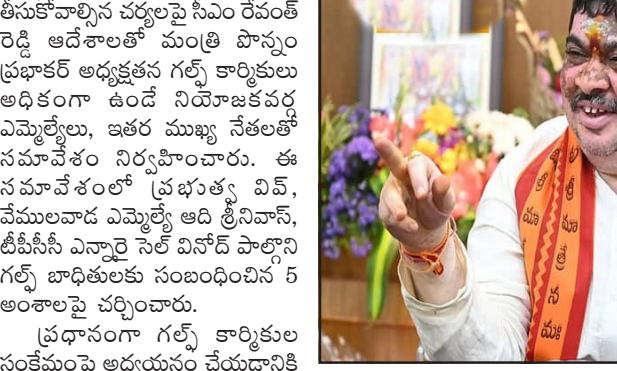 తీసుకోవాల్సిన చర్యలపై సీఎం రేవంత్
రెడ్డి ఆదేశాలతో మంత్రి పొన్నం
ప్రభాకర్ అధ్యక్షతన గల్ఫ్ కార్మికులు
అధికంగా ఉండే నియోజకవర్గ
ఎమ్మెల్యేలు, ఇతర ముఖ్య నేతలతో
సమావేశం నిర్వహించారు. ఈ
సమావేశంలో ప్రభుత్వ విప్,
వేములవాడ ఎమ్మెల్యే ఆది శ్రీనివాస్,
టీపీసీసీ ఎన్నారై సెల్ వినోద్ పాల్గొని
గల్ఫ్ బాధితులకు సంబంధించిన 5
అంశాలపై చర్చించారు.
ప్రధానంగా గల్ఫ్ కార్మికుల
సంక్షేమంపై అధ్యయనం చేయడానికి